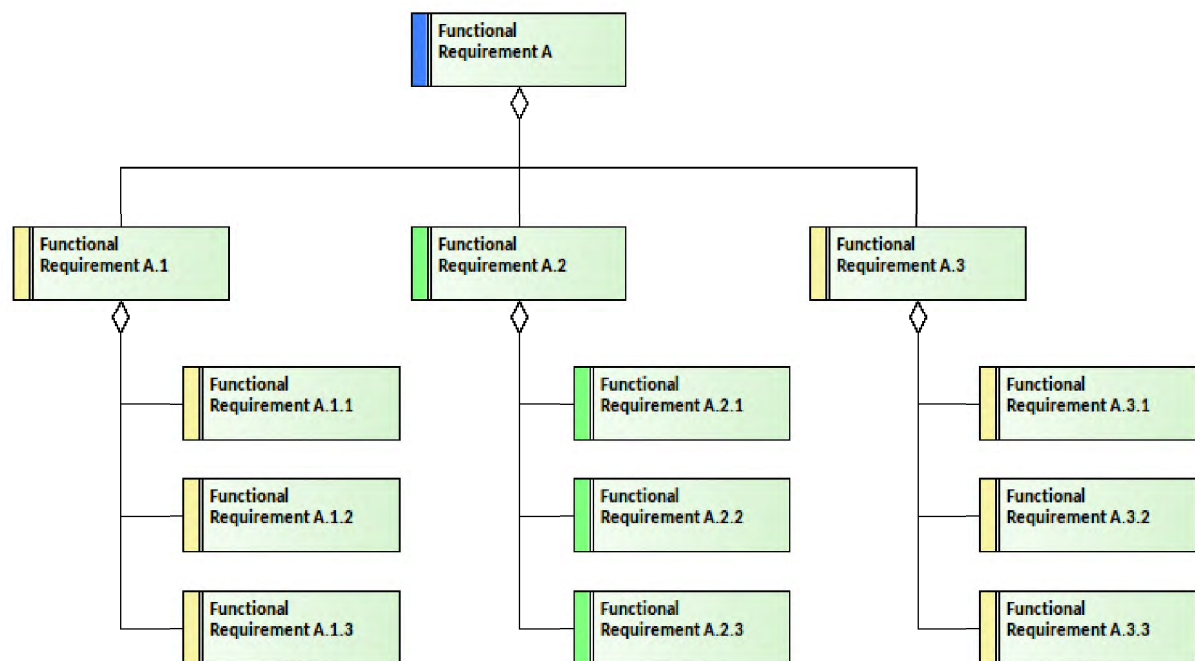 Functional
Requirement A
Functional
Requirement A.1
Functional
Requirement A.2
Functional
Requirement A.3
Functional
Requirement A.1.1
Functional
Requirement A.2.1
Functional
Requirement A.3.1
Functional
Requirement A.1.2
Functional
Requirement A.2.2
Functional
Requirement A.3.2
Functional
Requirement A.1.3
Functional
Requirement A.2.3
Functional
Requirement A.3.3